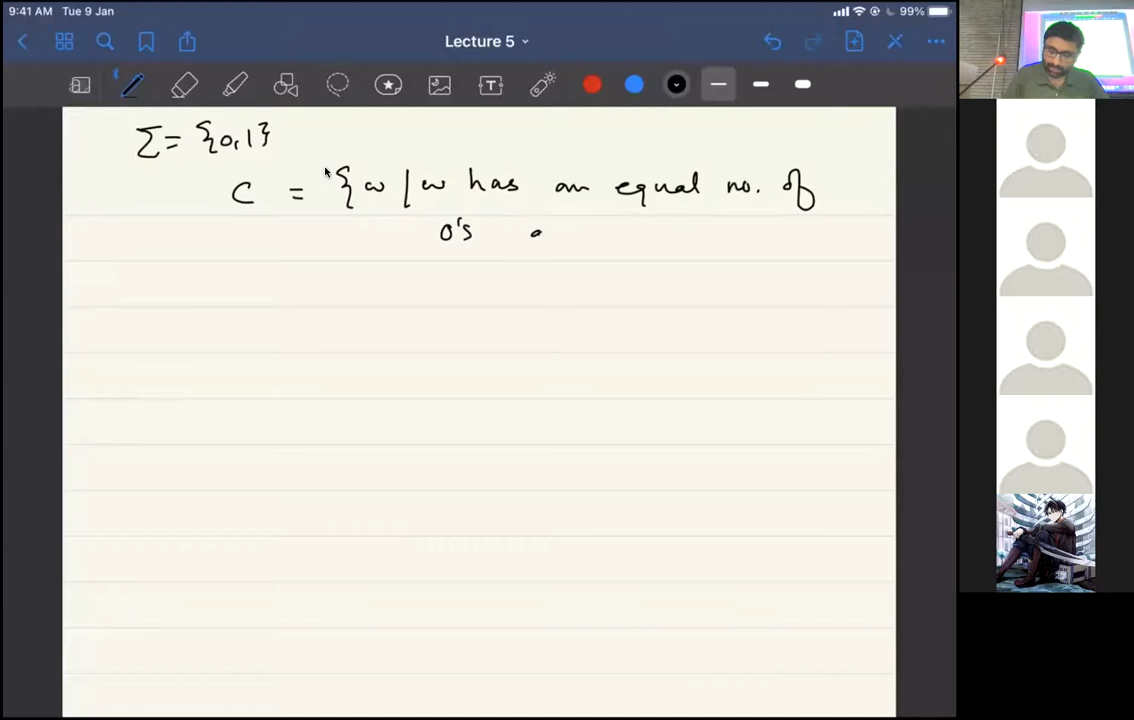 9:41 AM Tue 9 Jan
99%
Lecture 5
T
Σ = {0,1}
C = {w | w has an equal no. of
0's